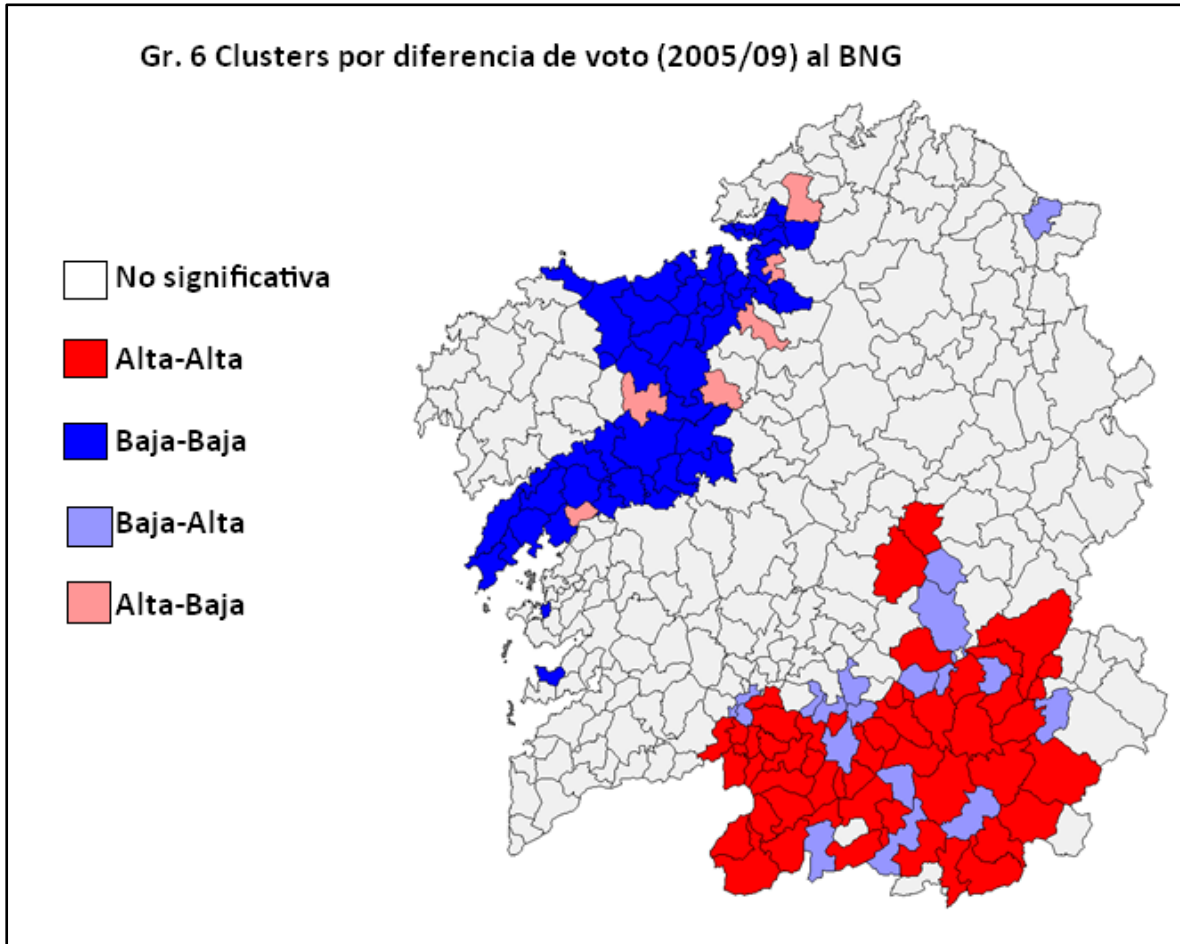 Gr. 6 Clusters por diferencia de voto (2005/09) al BNG
No significativa
Alta-Alta
Baja-Baja
Baja-Alta
Alta-Baja